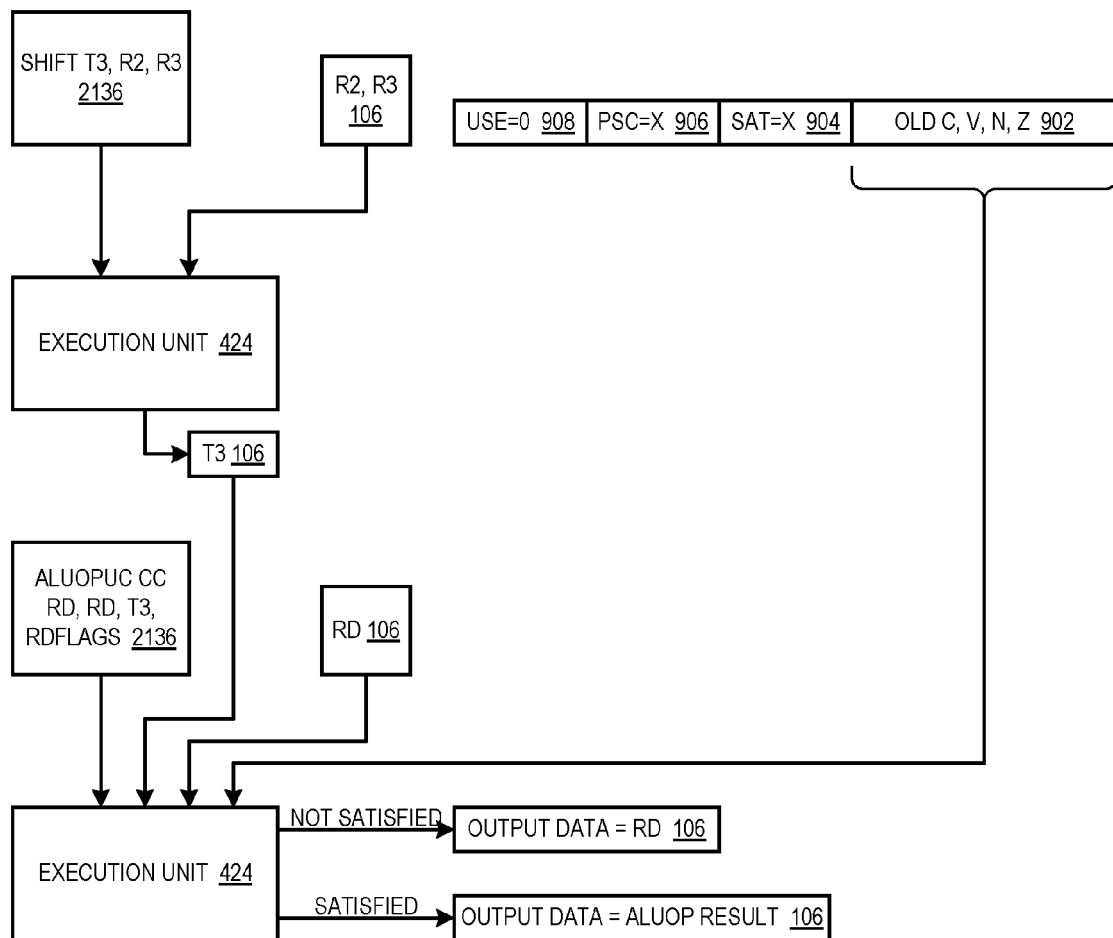 SHIFT T3, R2, R3
2136
R2, R3
106
USE=0 908
PSC=X 906
SAT=X 904
OLD C, V, N, Z 902
EXECUTION UNIT 424
T3 106
ALUOPUC CC
RD, RD, T3,
RDFLAGS 2136
RD 106
EXECUTION UNIT 424
NOT SATISFIED
OUTPUT DATA = RD 106
SATISFIED
OUTPUT DATA = ALUOP RESULT 106